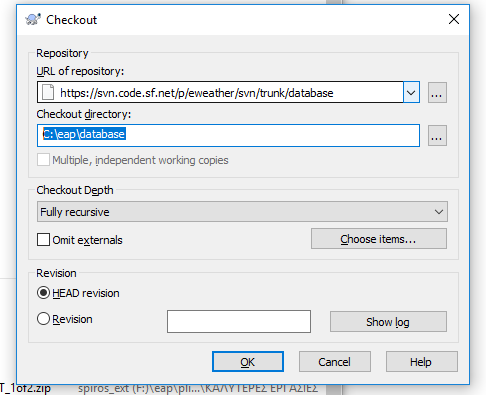 Checkout
Repository
URL of repository:
https://svn.code.sf.net/p/eweather/svn/trunk/database
...
Checkout directory:
C:\eap\database
...
Multiple, independent working copies
Checkout Depth
Fully recursive
Omit externals
Choose items...
Revision
HEAD revision
Revision
Show log
OK
Cancel
Help
T_1of2.zip
spiros_ext (F:)\eap\pli...\ΚΑΛΥΤΕΡΕΣ ΕΡΓΑΣΙΕΣ